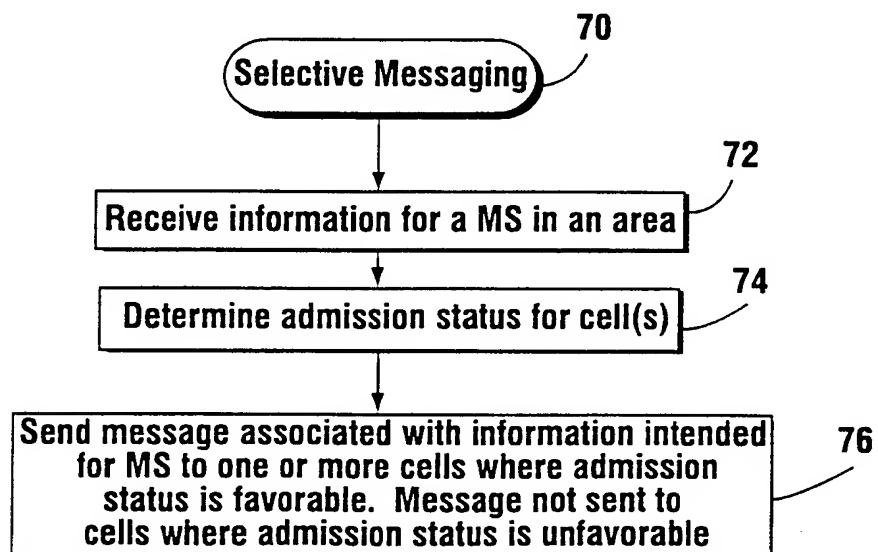 70
Selective Messaging
72
Receive information for a MS in an area
74
Determine admission status for cell(s)
Send message associated with information intended
76
for MS to one or more cells where admission
status is favorable. Message not sent to
cells where admission status is unfavorable